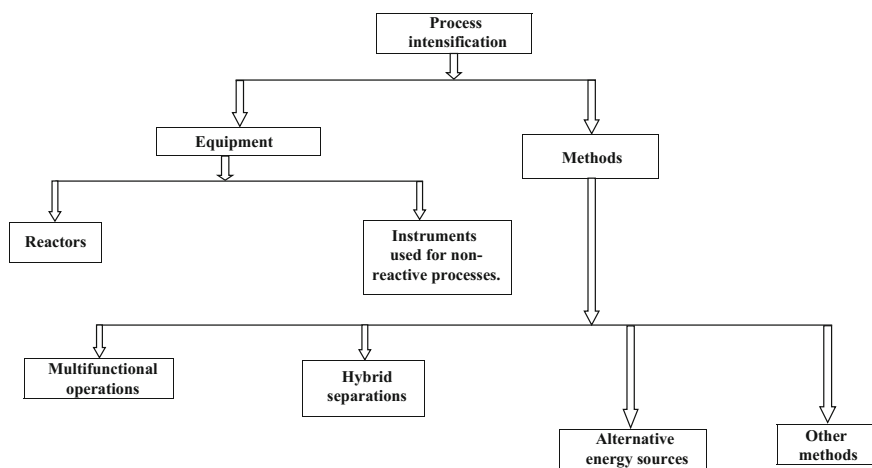 Process
intensification
Equipment
Methods
Reactors
Instruments
used for non-
reactive processes.
Multifunctional
operations
Hybrid
separations
Alternative
energy sources
Other
methods